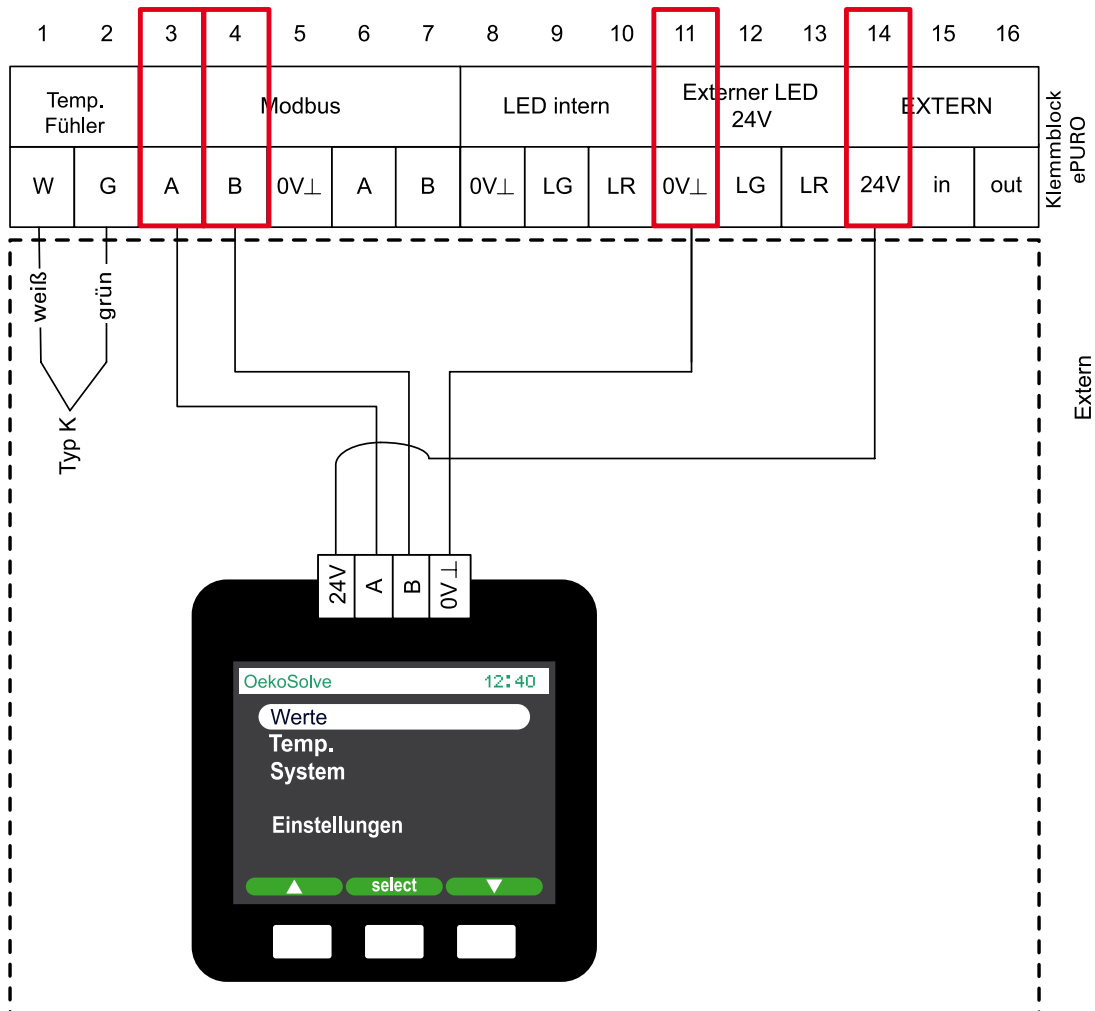 1 2 3 4 5 6 7 8 9 10 11 12 13 14 15 16
Temp.
Fühler
Modbus
LED intern
Externer LED
24V
EXTERN
Klemmblock
ePURO
W G A B 0V⊥ A B 0V⊥ LG LR 0V⊥ LG LR 24V in out
weiß
grün
Typ K
Extern
24V A B 0V⊥
OekoSolve 12:40
Werte
Temp.
System
Einstellungen
▲ select ▼